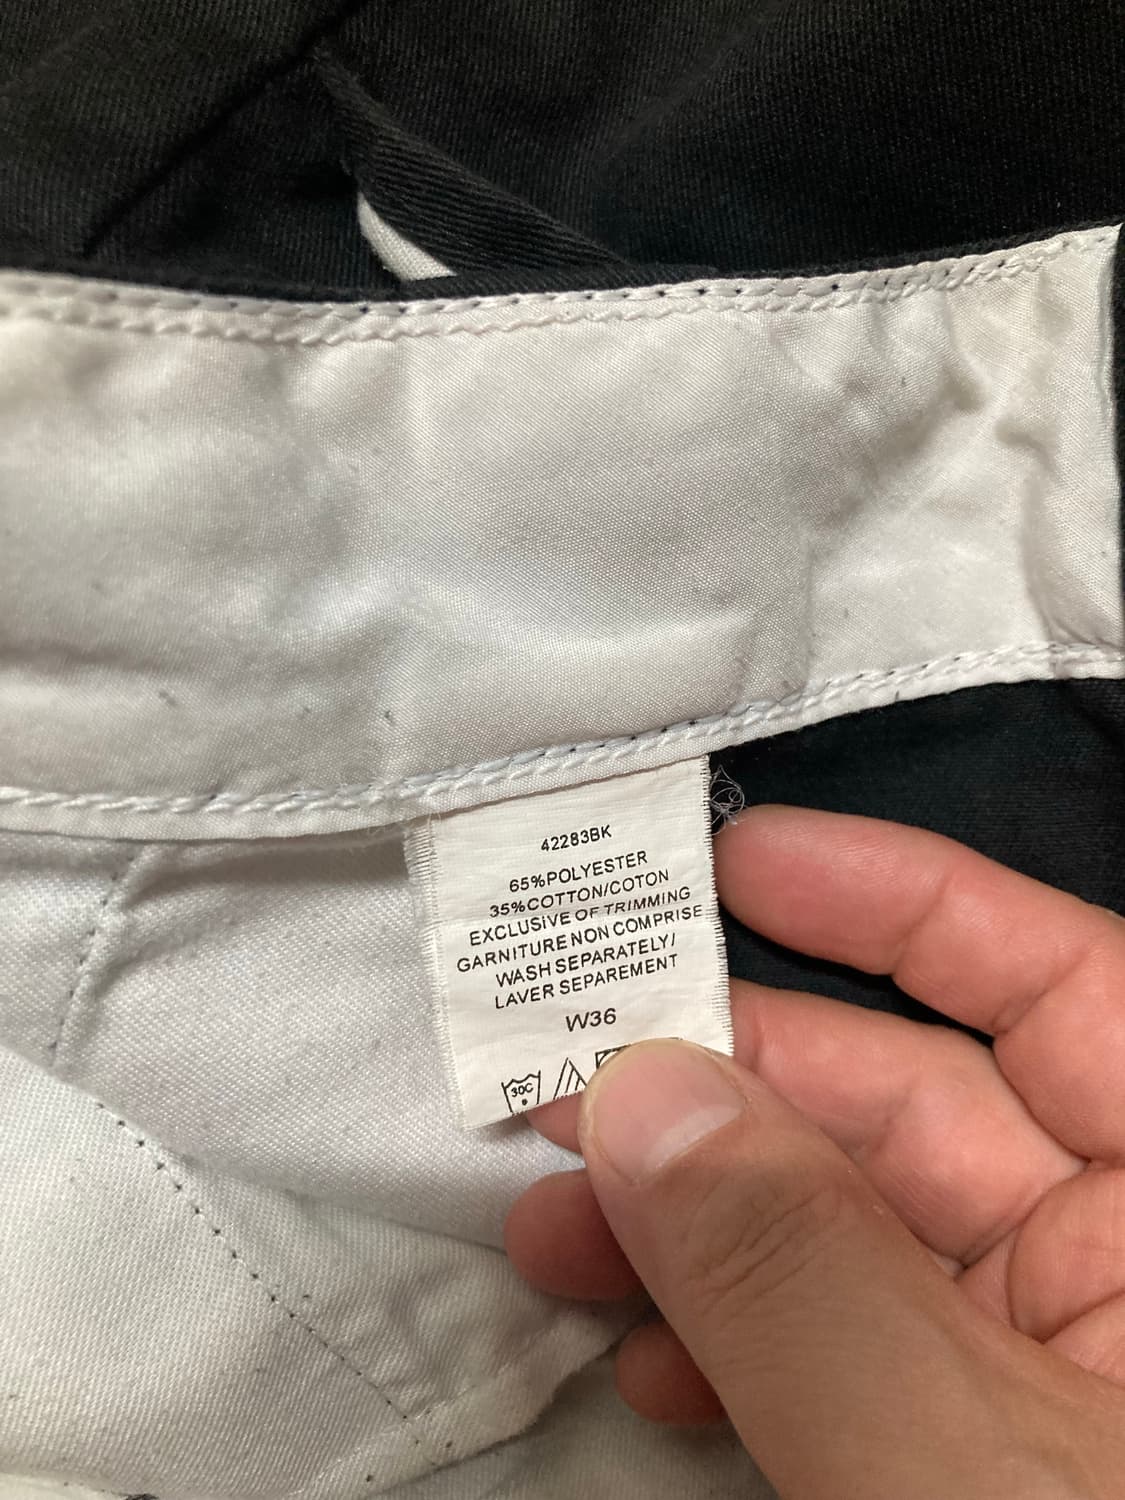 42283BK
65%POLYESTER
35%COTTON/COTON
EXCLUSIVE OF TRIMMING
GARNITURE NON COMPRISE
WASH SEPARATELY/
LAVER SEPAREMENT
W36
30C